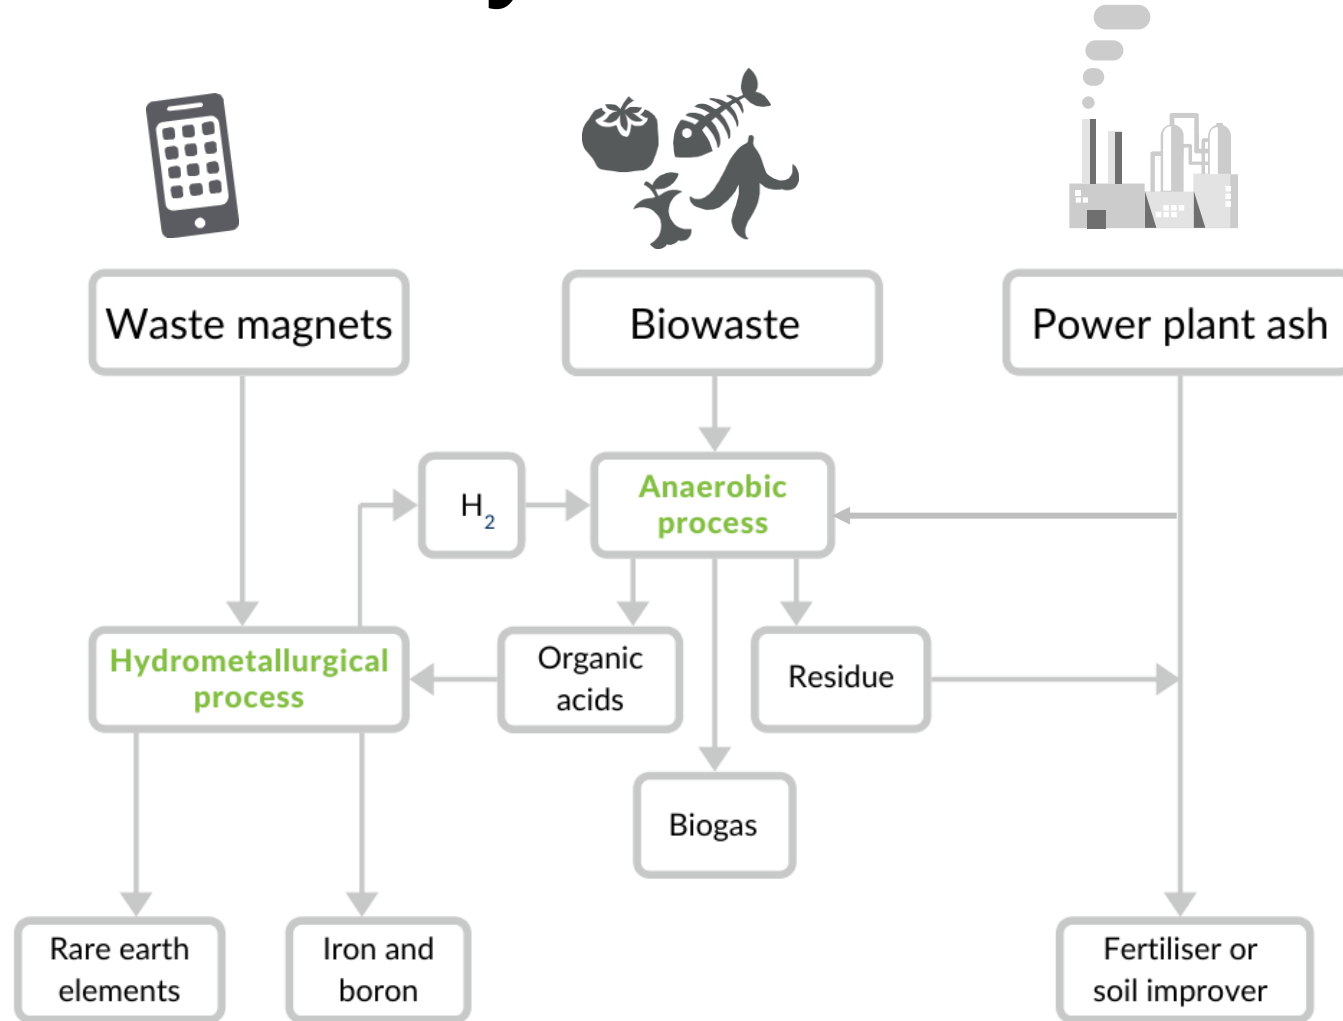 Waste magnets
Biowaste
Power plant ash
H2
Anaerobic
process
Hydrometallurgical
process
Organic
acids
Residue
Biogas
Rare earth
elements
Iron and
boron
Fertiliser or
soil improver